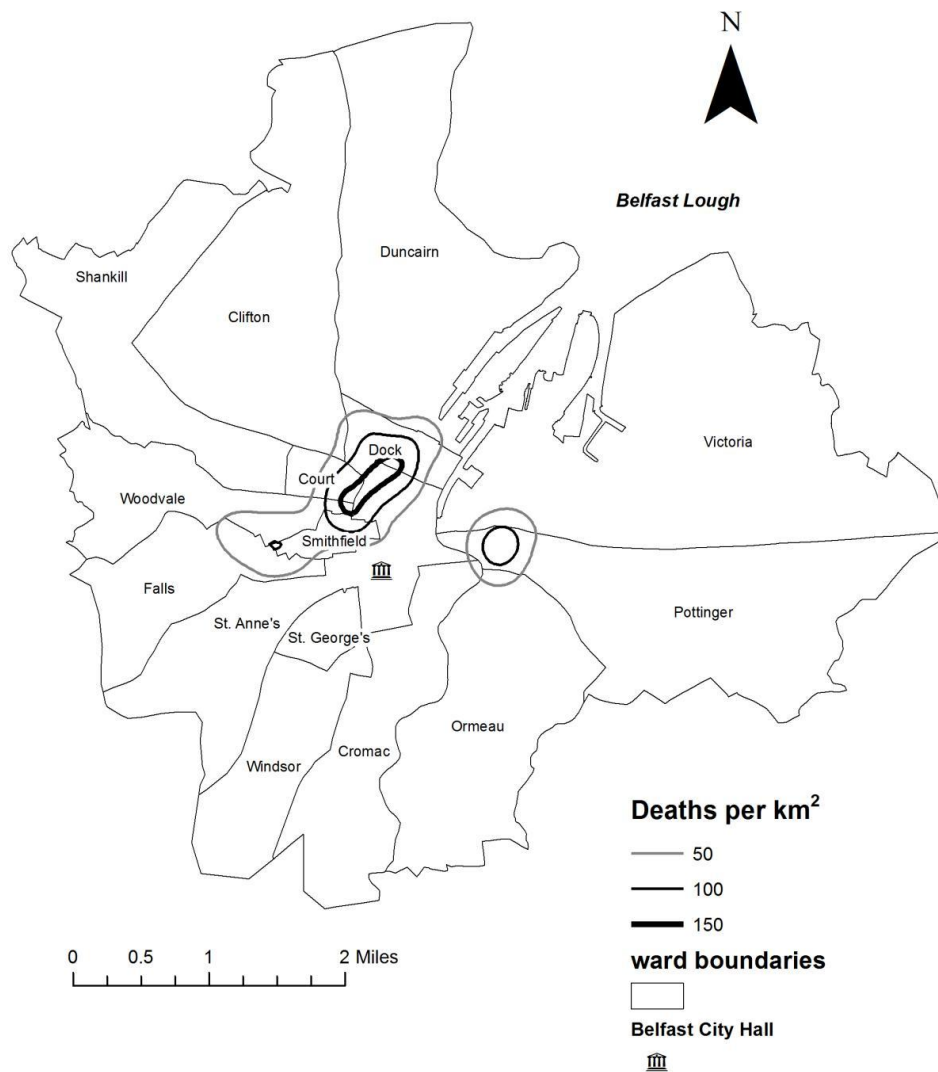 N
Belfast Lough
Duncairn
Shankill
Clifton
Victoria
Dock
Court
Woodvale
Smithfield
Falls
Pottinger
St. Anne's
St. George's
Ormeau
Cromac
Windsor
Deaths per km²
50
100
150
0 0.5 1 2 Miles
ward boundaries
Belfast City Hall